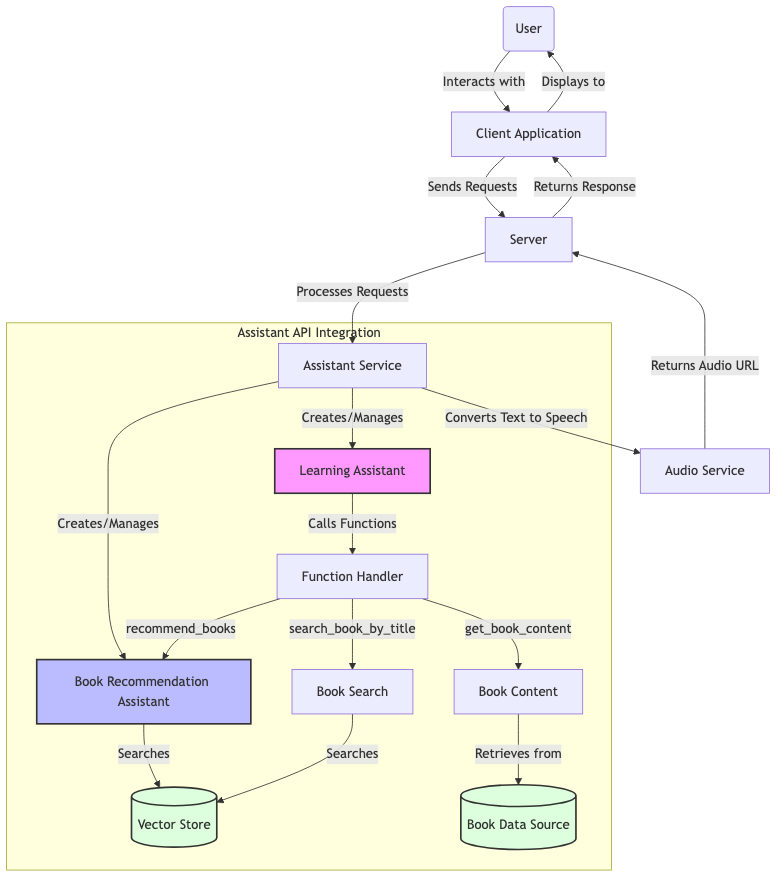 User
Interacts with
Displays to
Client Application
Sends Requests
Returns Response
Server
Processes Requests
Assistant API Integration
Assistant Service
Returns Audio URL
Creates/Manages
Converts Text to Speech
Learning Assistant
Audio Service
Creates/Manages
Calls Functions
Function Handler
recommend_books
search_book_by_title
get_book_content
Book Recommendation
Assistant
Book Search
Book Content
Searches
Searches
Retrieves from
Vector Store
Book Data Source